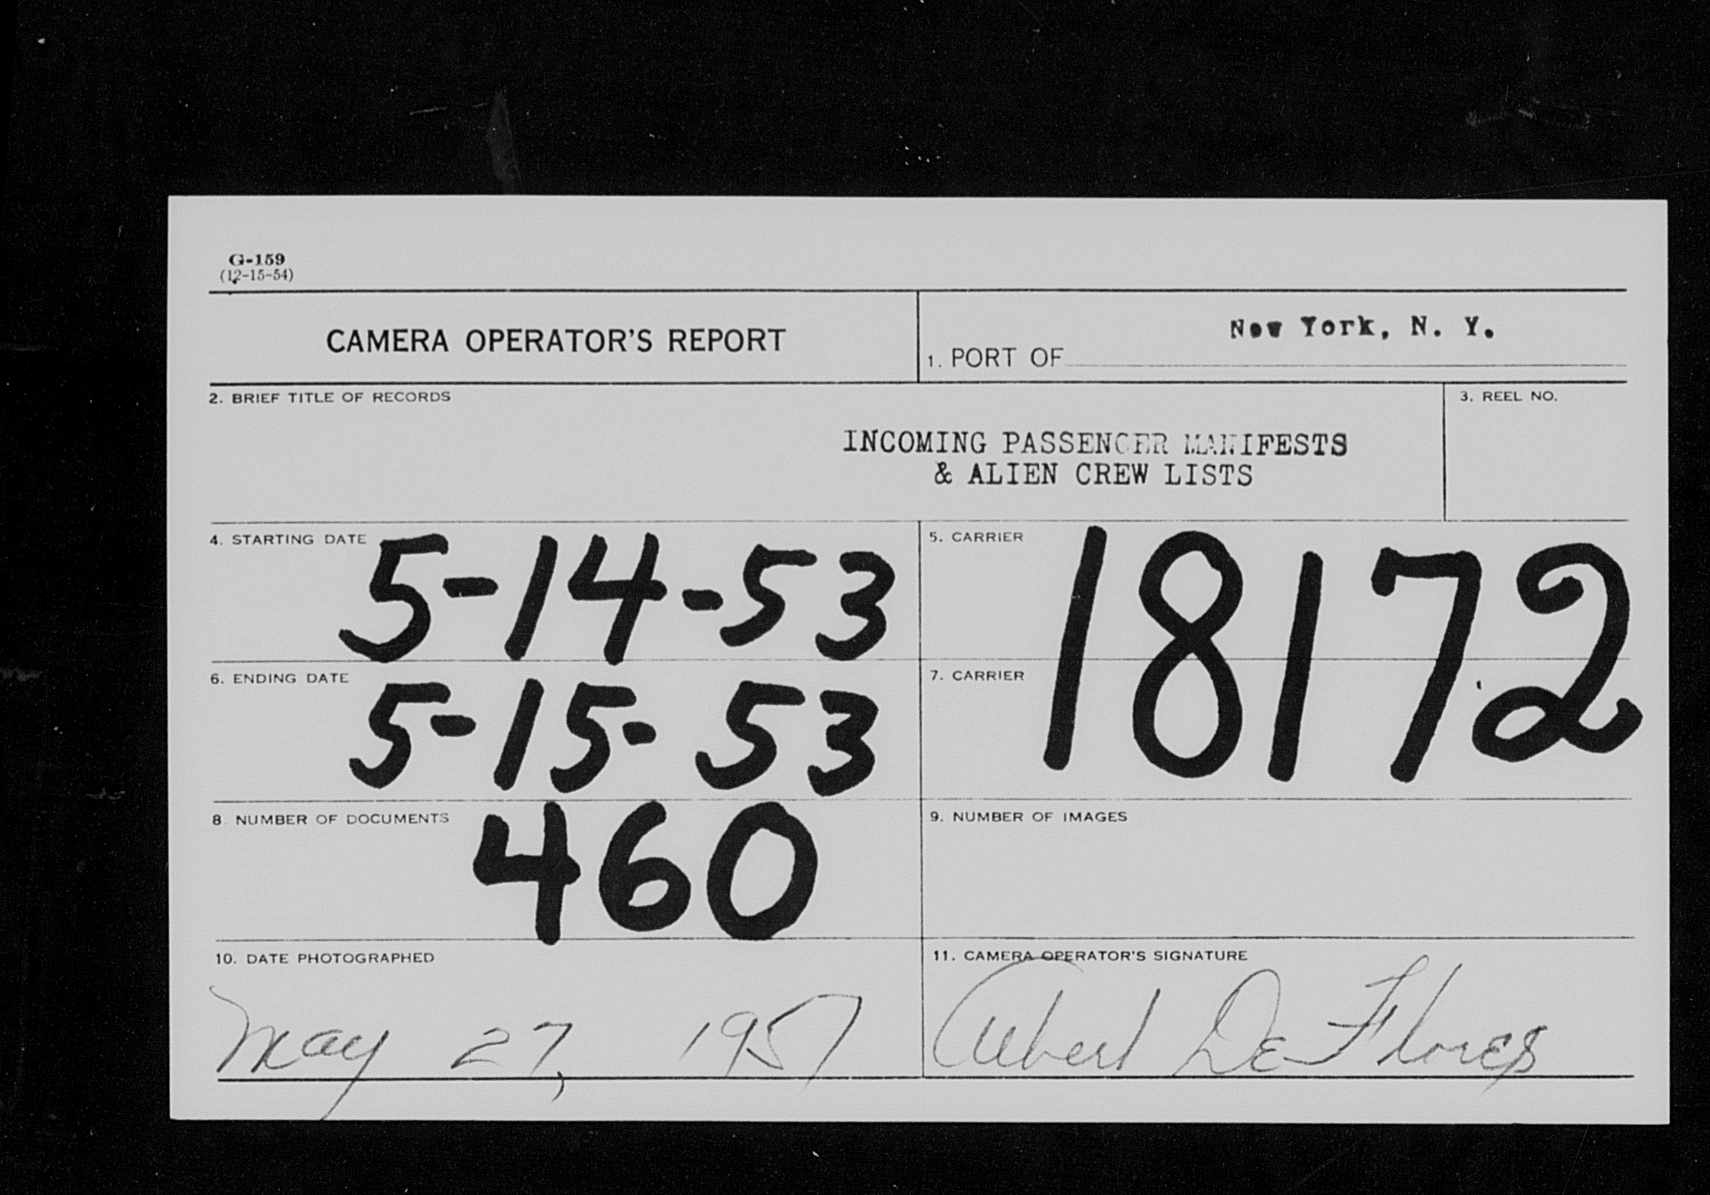 G-159
(12-15-54)
CAMERA OPERATOR'S REPORT
1. PORT OF New York, N. Y.
2. BRIEF TITLE OF RECORDS
3. REEL NO.
INCOMING PASSENGER MANIFESTS
& ALIEN CREW LISTS
4. STARTING DATE 5-14-53
5. CARRIER 18172
6. ENDING DATE 5-15-53
7. CARRIER
8. NUMBER OF DOCUMENTS 460
9. NUMBER OF IMAGES
10. DATE PHOTOGRAPHED
11. CAMERA OPERATOR'S SIGNATURE
May 27, 1957
Albert DeFlores